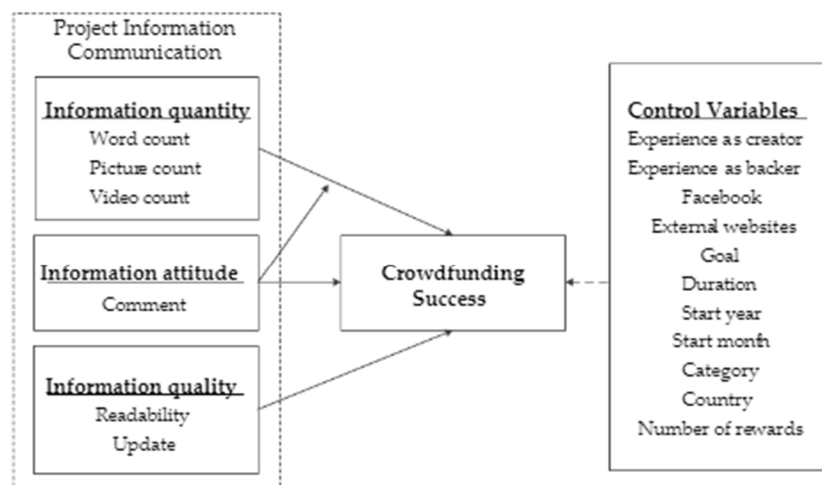 Project Information
Communication
Information quantity
Word count
Picture count
Video count
Information attitude
Comment
Information quality
Readability
Update
Crowdfunding
Success
Control Variables
Experience as creator
Experience as backer
Facebook
External websites
Goal
Duration
Start year
Start month
Category
Country
Number of rewards